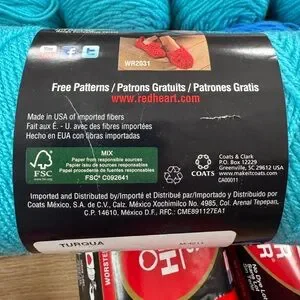 WR2031
Free Patterns / Patrons Gratuits / Patrones Gratis
www.redheart.com
Made in USA of imported fibers
Fait aux É. - U. avec des fibres importées
Hecho en EUA con fibras importadas
FSC
MIX
Paper from responsible sources
Papier issu de sources responsables
Papel procedente de fuentes responsables
FSC® C092641
COATS
Coats & Clark
P.O. Box 12229
Greenville, SC 29612
www.makeitcoats.com
CA00011
Imported and Distributed by/Importé et Distribué par/Importado y Distribuido por
Coats México, S.A. de C.V., Calz. México Xochimilco No. 4985, Col. Arenal Tepepan,
C.P. 14610, México D.F., RFC: CME891127EA1
TURQUA
WORSTED